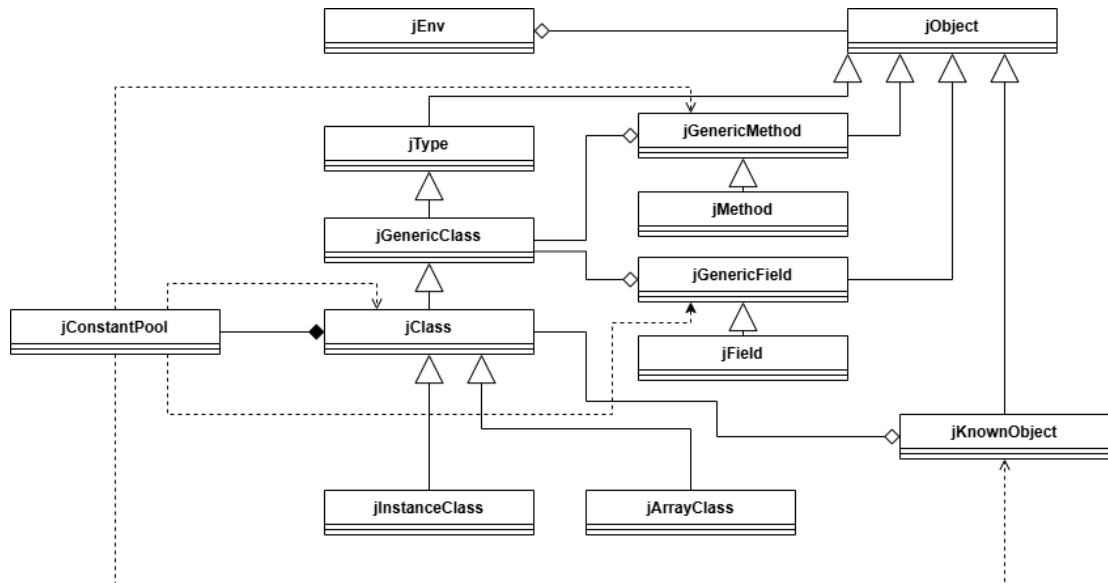 jEnv
jObject
jGenericMethod
jType
jMethod
jGenericClass
jGenericField
jConstantPool
jClass
jField
jKnownObject
jInstanceClass
jArrayClass